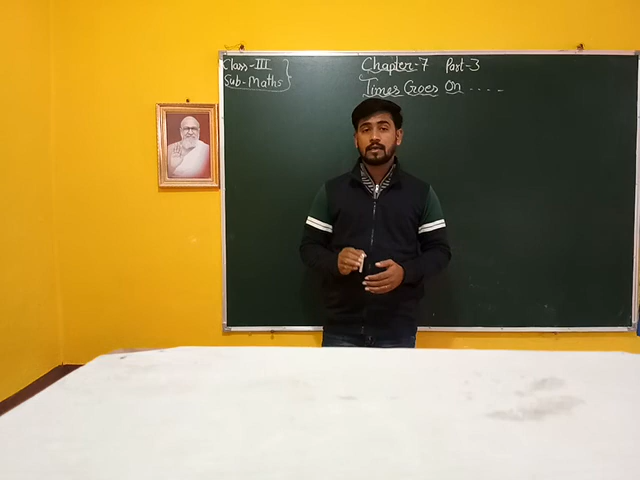 Class-III
Sub-Maths
Chapter-7 Part-3
Times Goes On ....